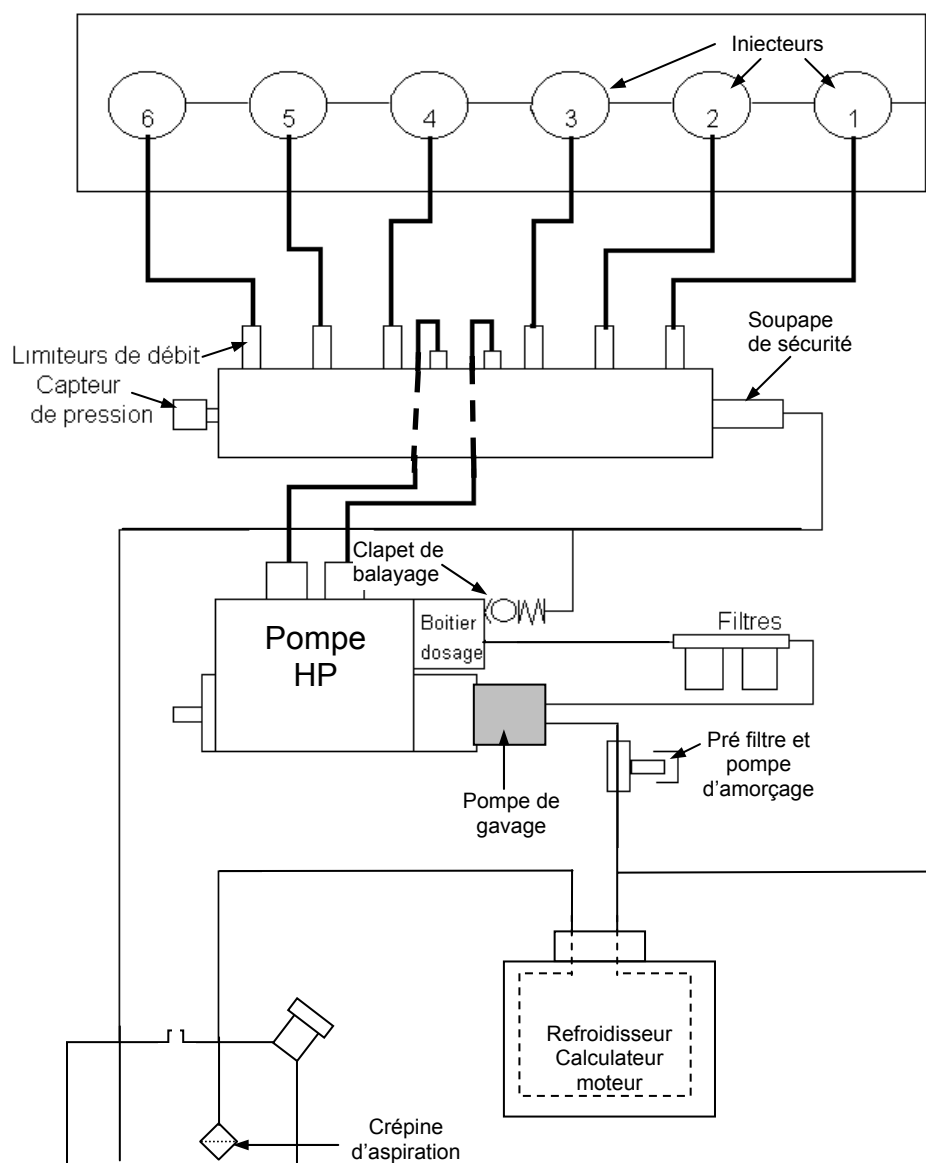 Iniecteurs
6
5
4
3
2
1
Soupape
de sécurité
Limiteurs de débit
Capteur
de pression
Clapet de
balayage
Pompe
HP
Boitier
dosage
Filtres
Pré filtre et
pompe
d'amorçage
Pompe de
gavage
Refroidisseur
Calculateur
moteur
Crépine
d'aspiration